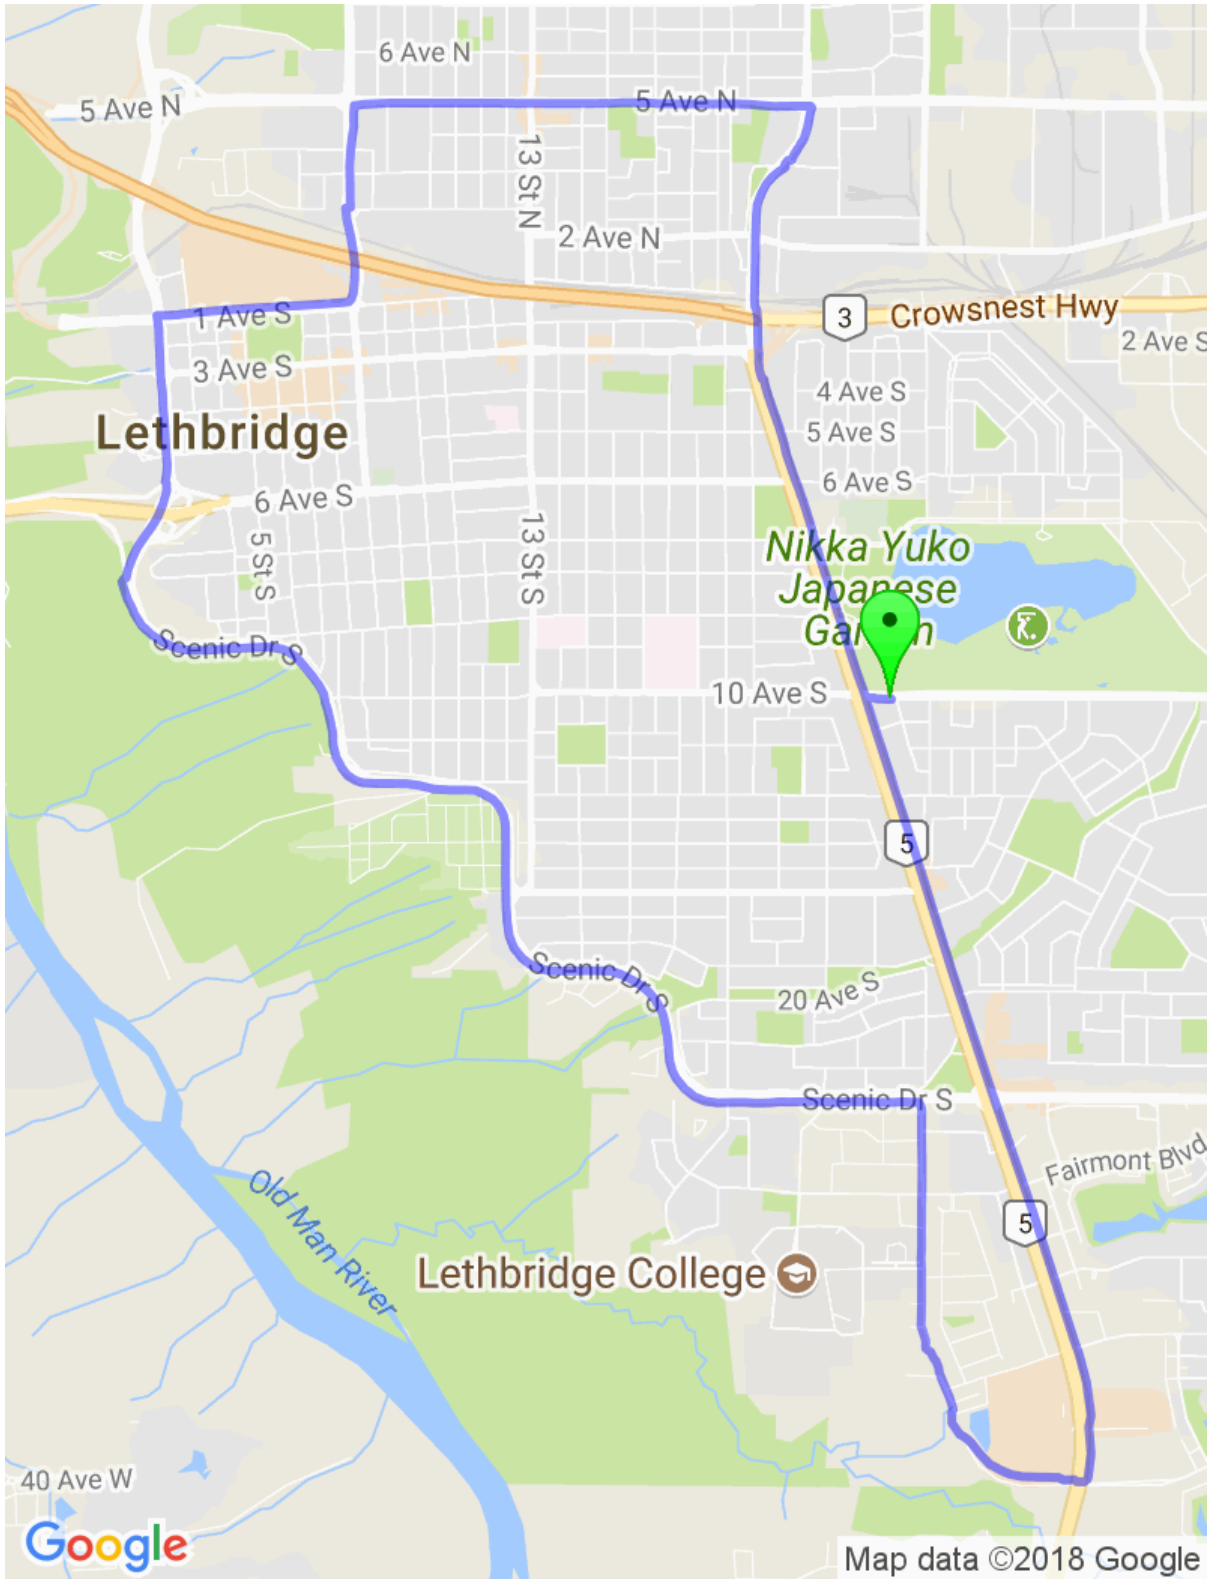 6 Ave N
5 Ave N
5 Ave N
13 St N
2 Ave N
3
Crowsnest Hwy
1 Ave S
2 Ave S
3 Ave S
4 Ave S
Lethbridge
5 Ave S
6 Ave S
6 Ave S
5 St S
13 St S
Nikka Yuko
Japanese
Garden
Scenic Dr S
10 Ave S
5
Scenic Dr S
20 Ave S
Scenic Dr S
Fairmont Blvd
Old Man River
5
Lethbridge College
40 Ave W
Google
Map data ©2018 Google